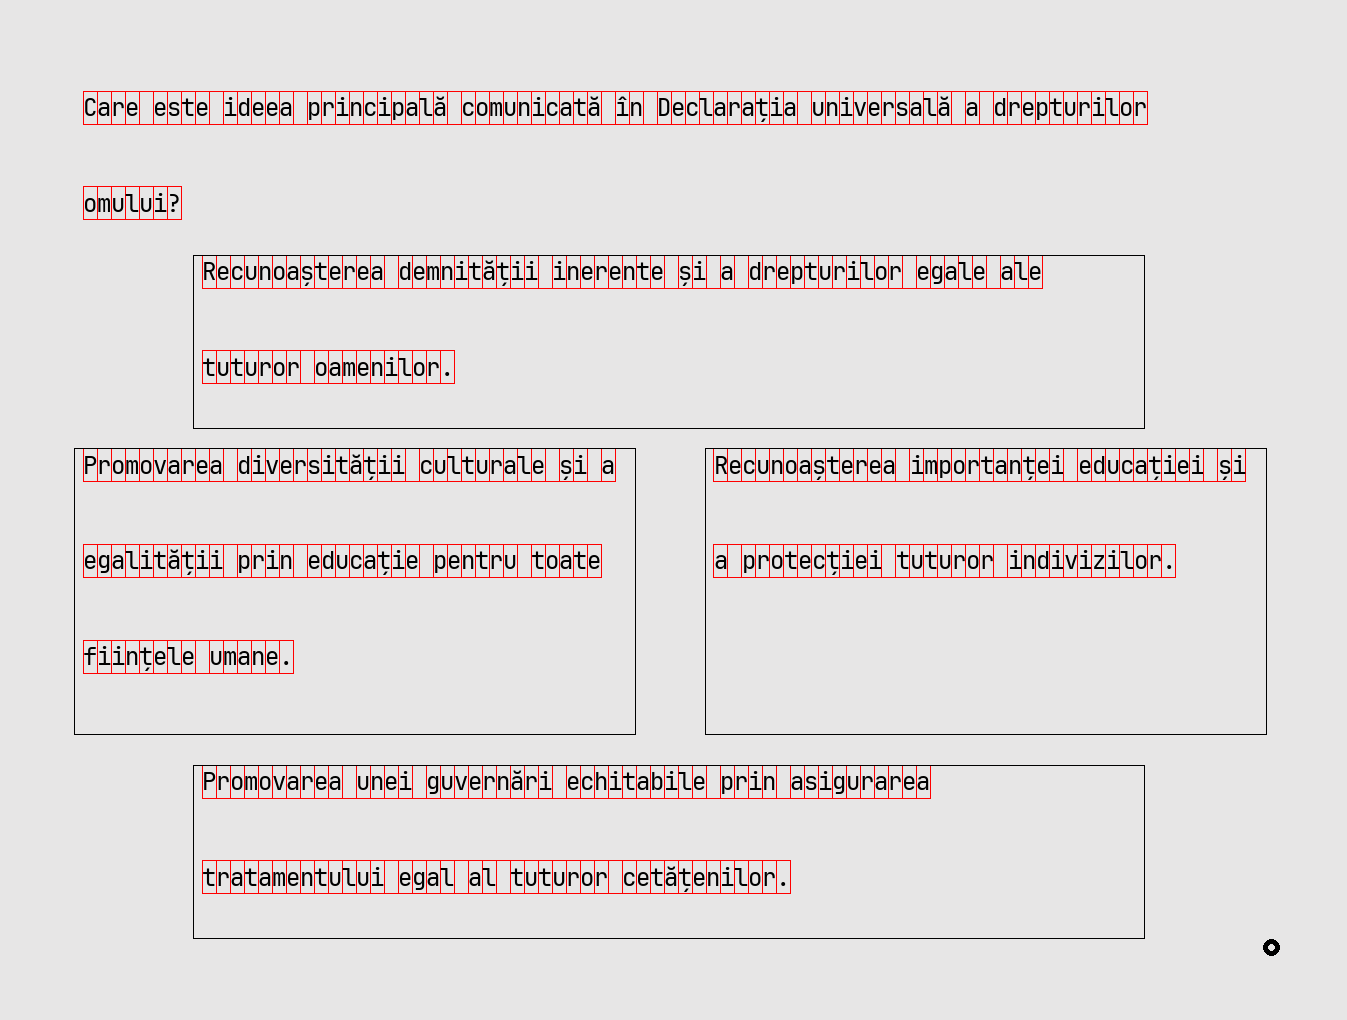 Care este ideea principală comunicată în Declarația universală a drepturilor
omului?
Recunoașterea demnității inerente și a drepturilor egale ale
tuturor oamenilor.
Promovarea diversității culturale și a
egalității prin educație pentru toate
ființele umane.
Recunoașterea importanței educației și
a protecției tuturor indivizilor.
Promovarea unei guvernări echitabile prin asigurarea
tratamentului egal al tuturor cetățenilor.